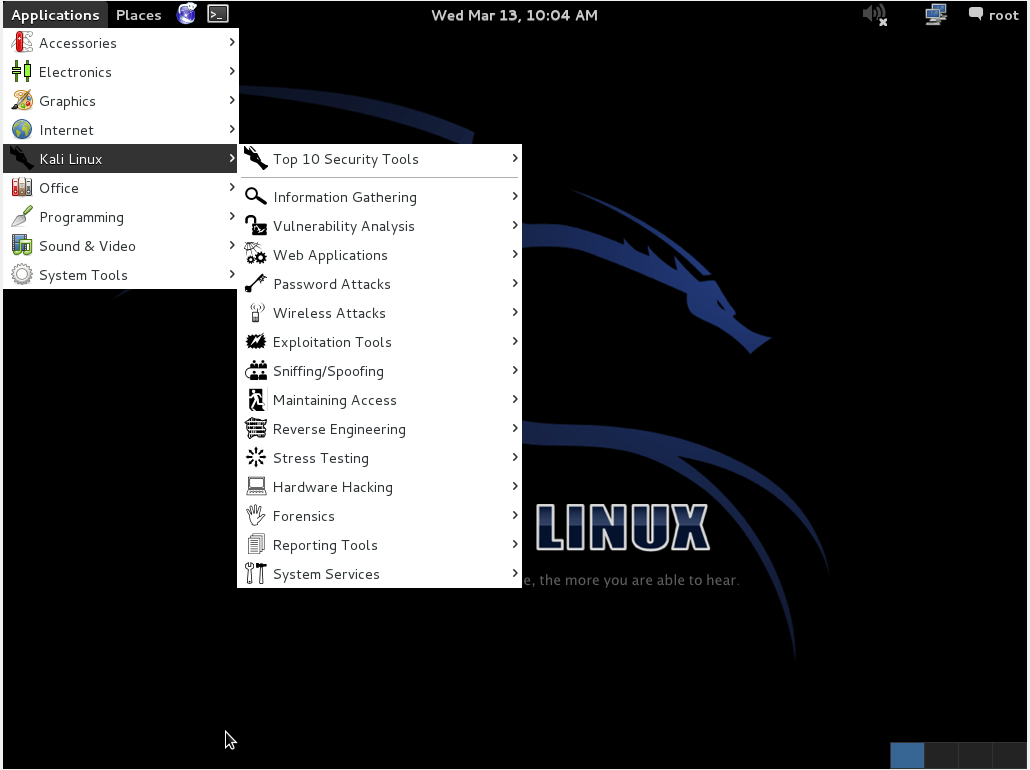 Applications Places Wed Mar 13, 10:04 AM root
Accessories
Electronics
Graphics
Internet
Kali Linux
Office
Programming
Sound & Video
System Tools
Top 10 Security Tools
Information Gathering
Vulnerability Analysis
Web Applications
Password Attacks
Wireless Attacks
Exploitation Tools
Sniffing/Spoofing
Maintaining Access
Reverse Engineering
Stress Testing
Hardware Hacking
Forensics
Reporting Tools
System Services
LINUX
e, the more you are able to hear.